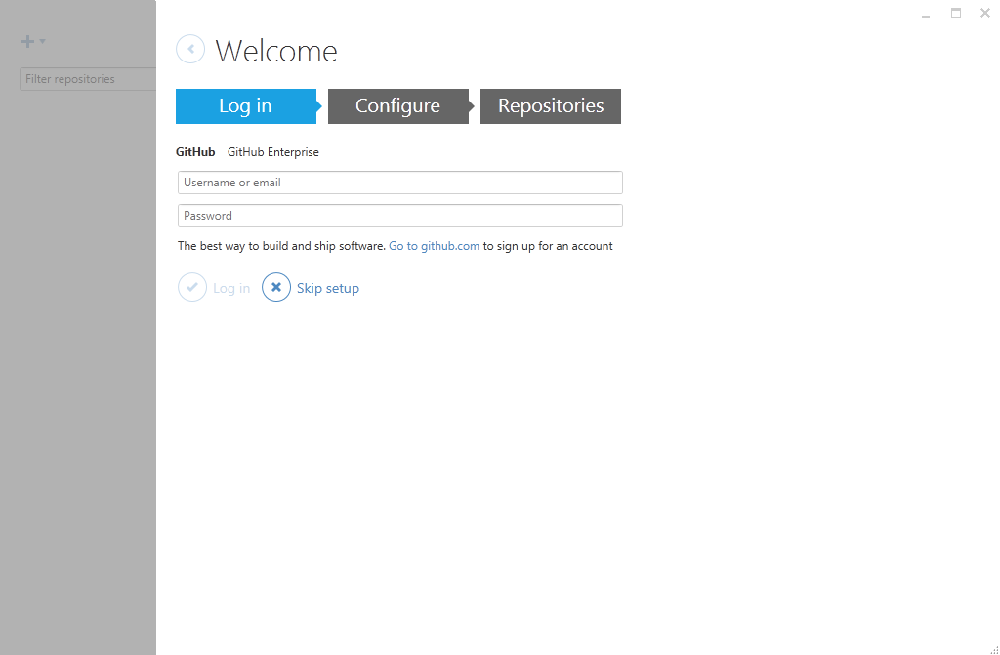 Filter repositories
Welcome
Log in
Configure
Repositories
GitHub
GitHub Enterprise
Username or email
Password
The best way to build and ship software. Go to github.com to sign up for an account
Log in
Skip setup